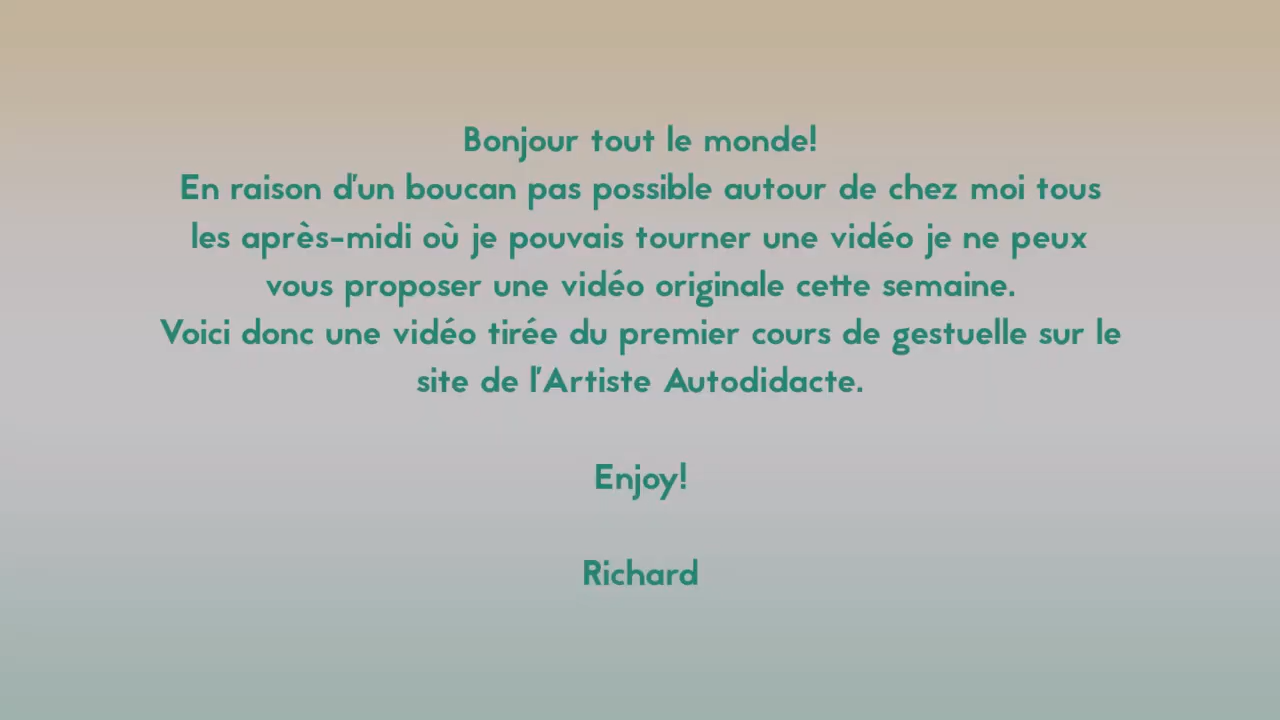 Bonjour tout le monde!
En raison d'un boucan pas possible autour de chez moi tous
les après-midi où je pouvais tourner une vidéo je ne peux
vous proposer une vidéo originale cette semaine.
Voici donc une vidéo tirée du premier cours de gestuelle sur le
site de l'Artiste Autodidacte.
Enjoy!
Richard